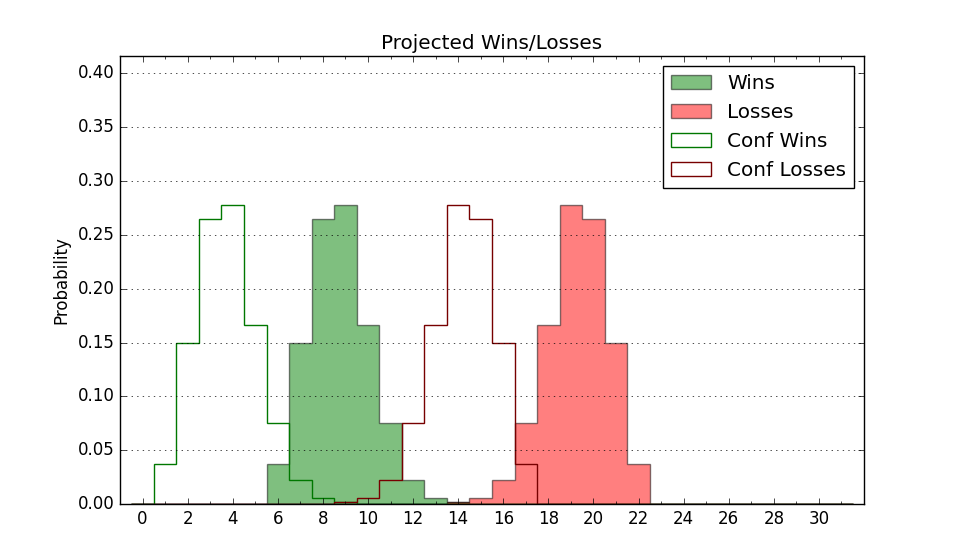 Projected Wins/Losses
0.40
0.35
0.30
0.25
0.20
0.15
0.10
0.05
0.00
Probability
Wins
Losses
Conf Wins
Conf Losses
0 2 4 6 8 10 12 14 16 18 20 22 24 26 28 30